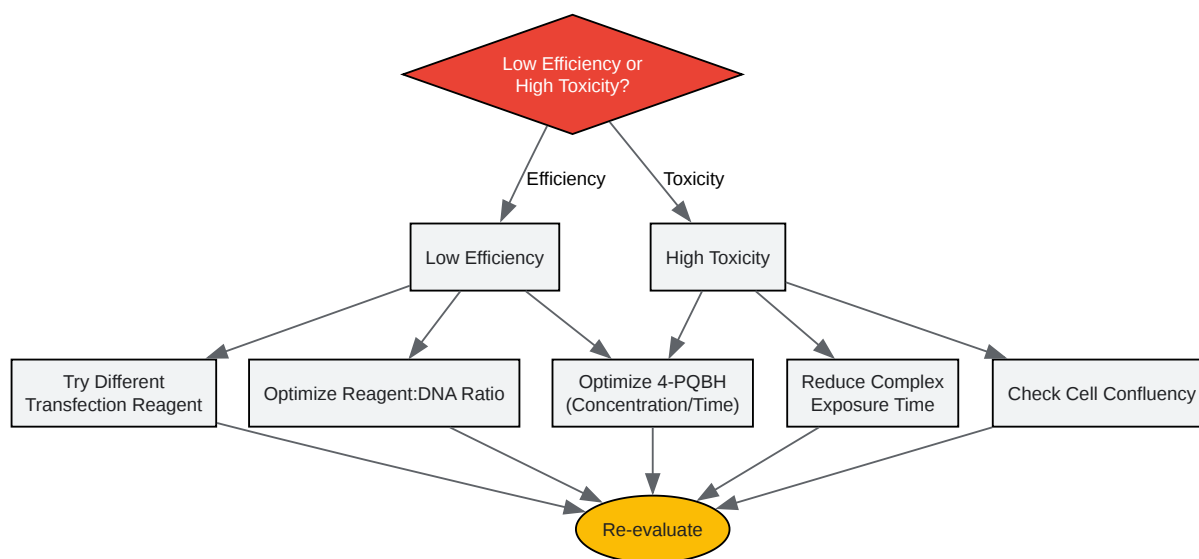 Low Efficiency or
High Toxicity?
Efficiency
Toxicity
Low Efficiency
High Toxicity
Try Different
Transfection Reagent
Optimize Reagent:DNA Ratio
Optimize 4-PQBH
(Concentration/Time)
Reduce Complex
Exposure Time
Check Cell Confluency
Re-evaluate